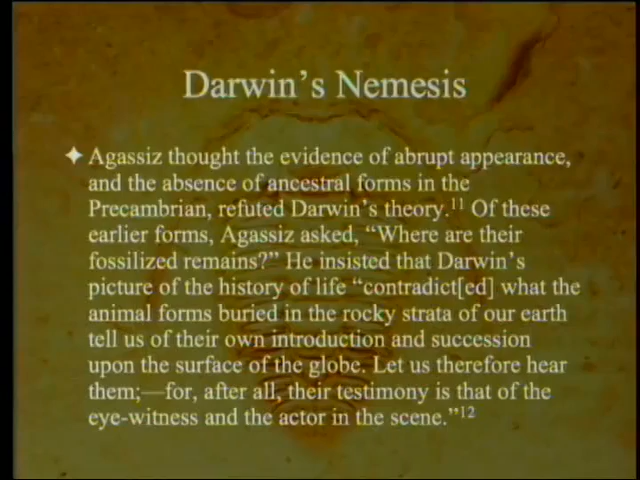 Darwin's Nemesis
Agassiz thought the evidence of abrupt appearance,
and the absence of ancestral forms in the
Precambrian, refuted Darwin's theory.¹¹ Of these
earlier forms, Agassiz asked, “Where are their
fossilized remains?” He insisted that Darwin's
picture of the history of life “contradict[ed] what the
animal forms buried in the rocky strata of our earth
tell us of their own introduction and succession
upon the surface of the globe. Let us therefore hear
them;—for, after all, their testimony is that of the
eye-witness and the actor in the scene.”¹²